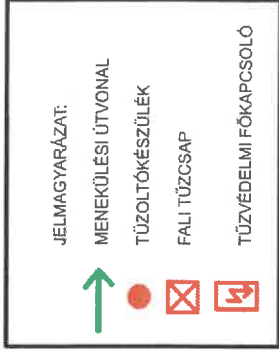 JELMAGYARÁZAT:
MENEKÜLÉSI ÚTVONAL
TŰZOLTÓKÉSZÜLÉK
FALI TŰZCSAP
TŰZVÉDELMI FŐKAPCSOLÓ